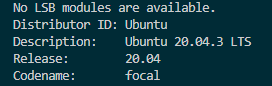 No LSB modules are available.
Distributor ID: Ubuntu
Description:    Ubuntu 20.04.3 LTS
Release:        20.04
Codename:       focal